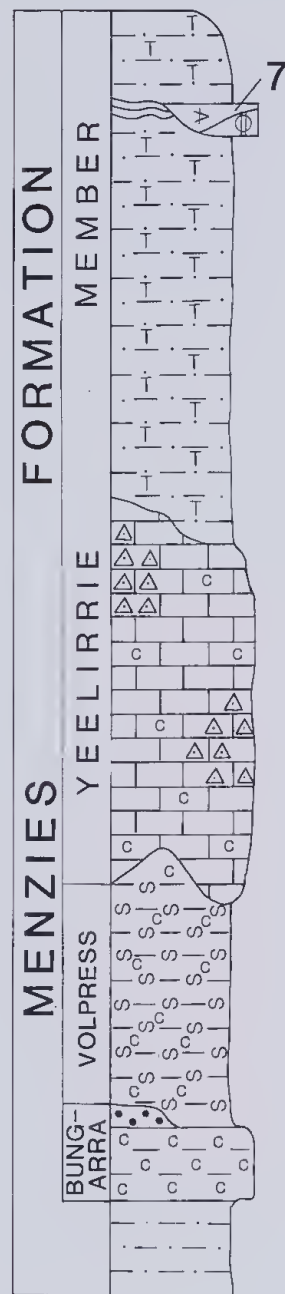 7
MENZIES FORMATION
YEELIRRIE MEMBER
VOLPRESS
BUNG-
ARRA